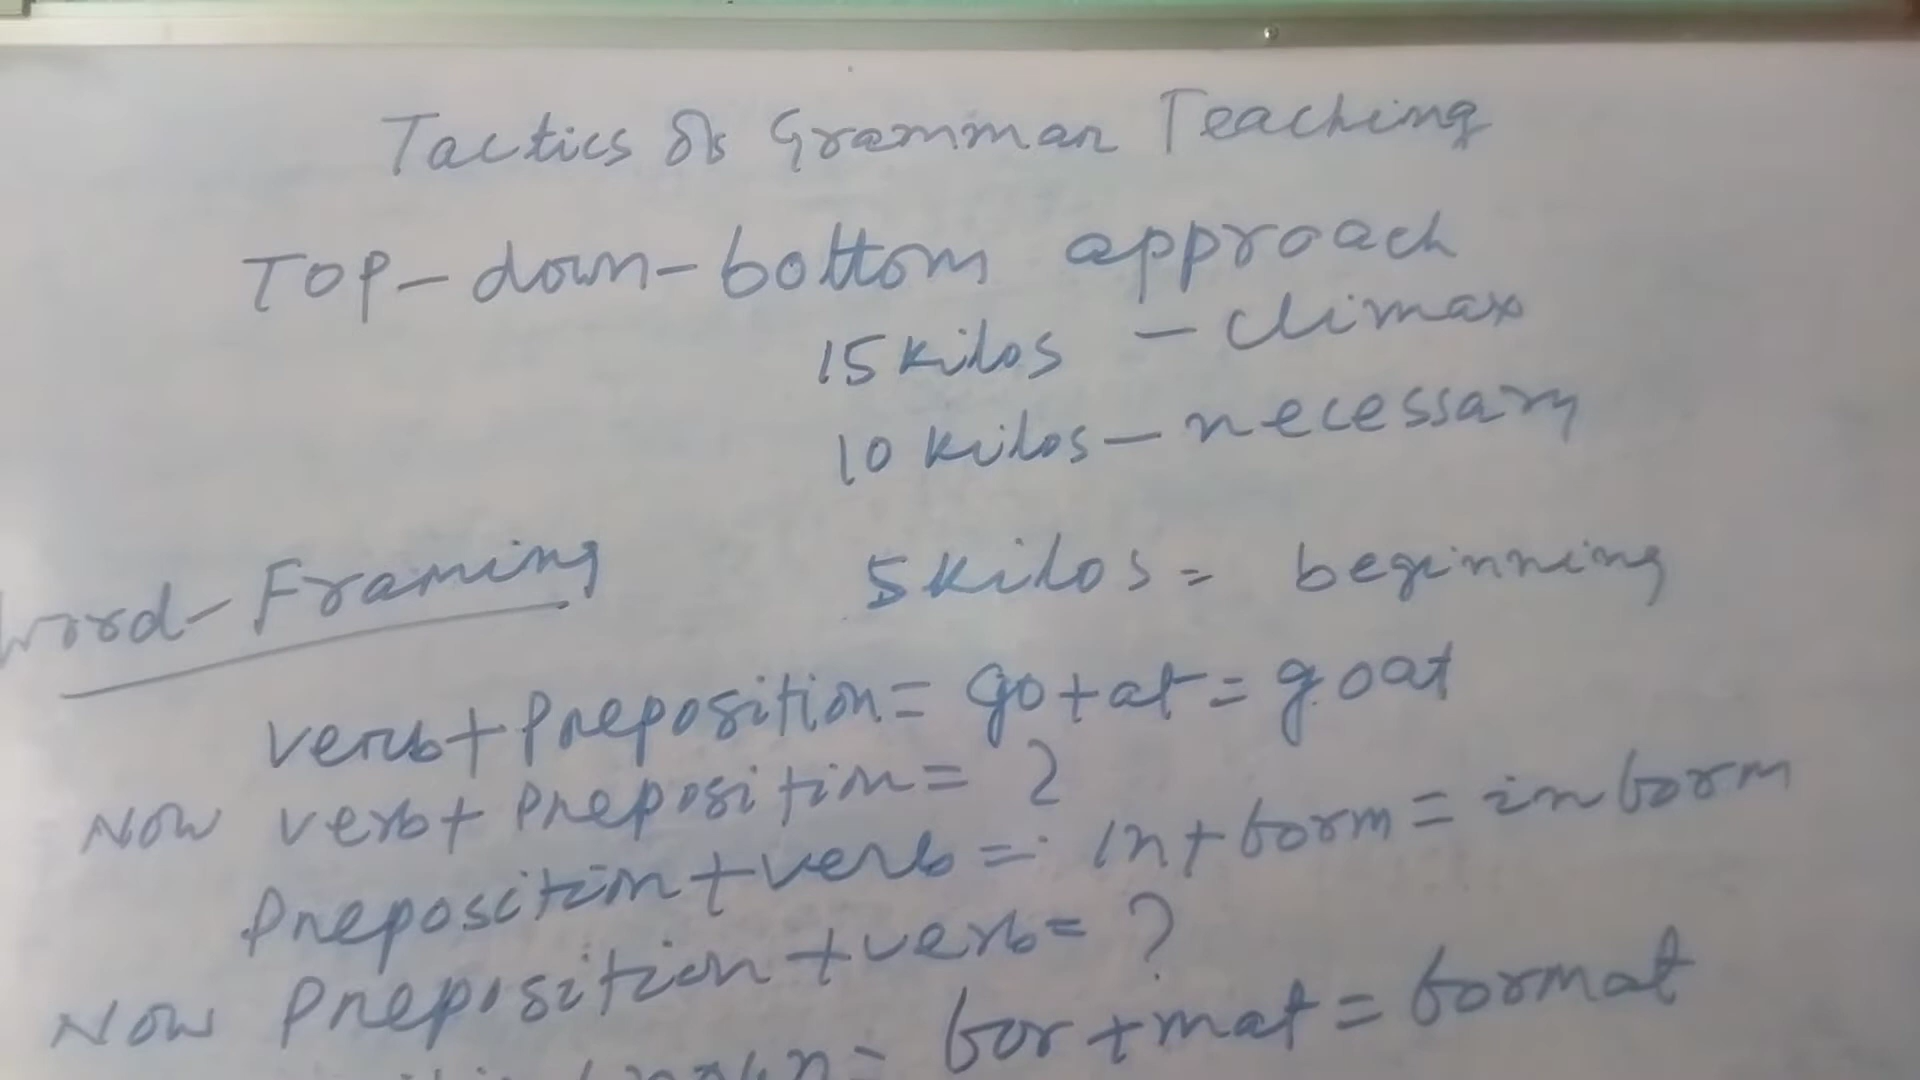 Tactics of Grammar Teaching
Top-down-bottom approach
15 kilos - climax
10 kilos - necessary
5 kilos = beginning
Word-Framing
verb + preposition = go + at = goat
Now verb + preposition = ?
Preposition + verb = in + form = inform
Now Preposition + verb = ?
for + mat = format